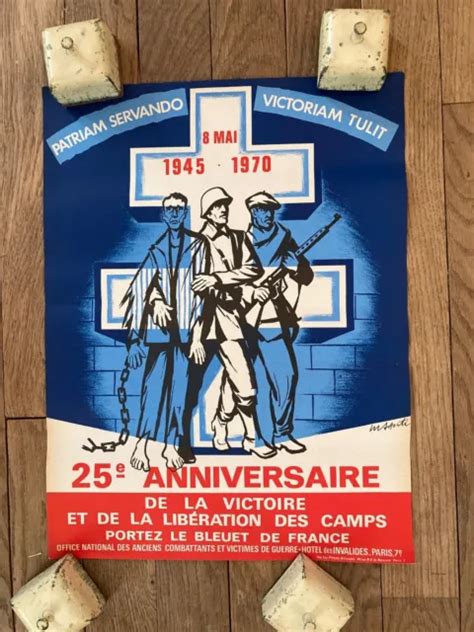 PATRIAM SERVANDO
VICTORIAM TULIT
8 MAI
1945 - 1970
25e ANNIVERSAIRE
DE LA VICTOIRE
ET DE LA LIBÉRATION DES CAMPS
PORTEZ LE BLEUET DE FRANCE
OFFICE NATIONAL DES ANCIENS COMBATTANTS ET VICTIMES DE GUERRE - HOTEL des INVALIDES. PARIS, 7e